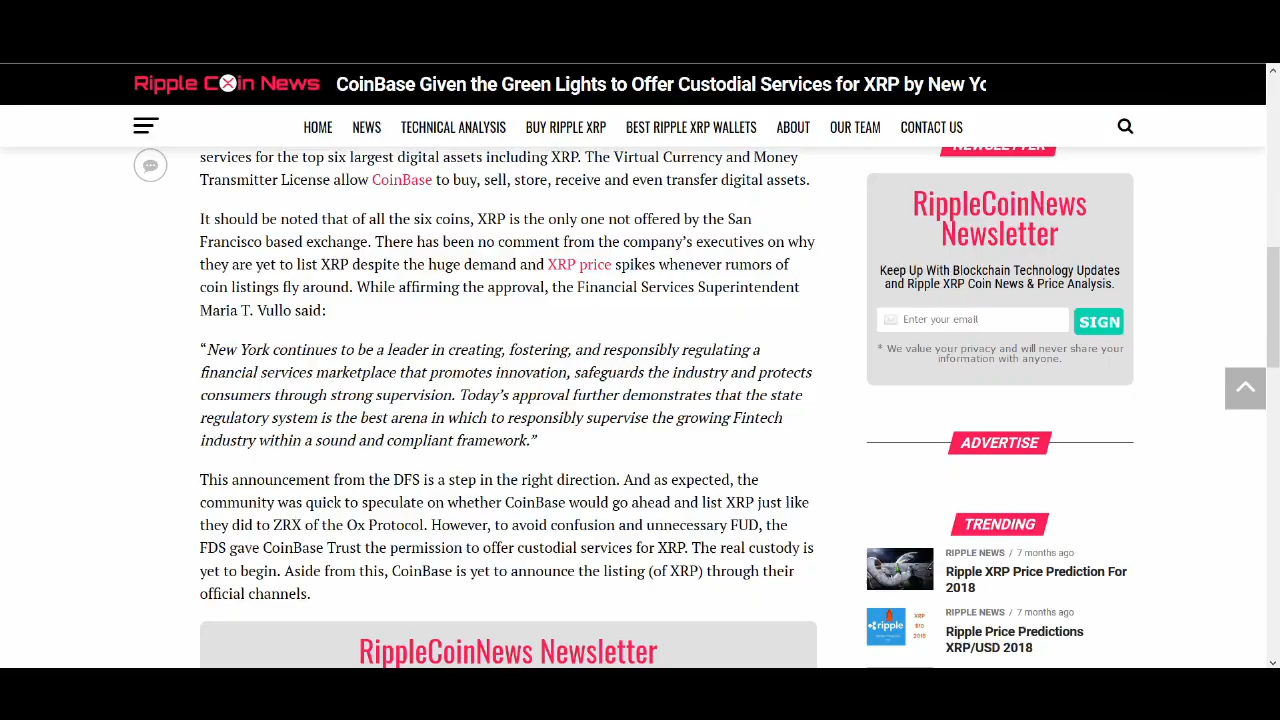 Ripple Coin News
CoinBase Given the Green Lights to Offer Custodial Services for XRP by New Yo
HOME NEWS TECHNICAL ANALYSIS BUY RIPPLE XRP BEST RIPPLE XRP WALLETS ABOUT OUR TEAM CONTACT US
services for the top six largest digital assets including XRP. The Virtual Currency and Money
Transmitter License allow CoinBase to buy, sell, store, receive and even transfer digital assets.
It should be noted that of all the six coins, XRP is the only one not offered by the San
Francisco based exchange. There has been no comment from the company’s executives on why
they are yet to list XRP despite the huge demand and XRP price spikes whenever rumors of
coin listings fly around. While affirming the approval, the Financial Services Superintendent
Maria T. Vullo said:
“New York continues to be a leader in creating, fostering, and responsibly regulating a
financial services marketplace that promotes innovation, safeguards the industry and protects
consumers through strong supervision. Today’s approval further demonstrates that the state
regulatory system is the best arena in which to responsibly supervise the growing Fintech
industry within a sound and compliant framework.”
This announcement from the DFS is a step in the right direction. And as expected, the
community was quick to speculate on whether CoinBase would go ahead and list XRP just like
they did to ZRX of the Ox Protocol. However, to avoid confusion and unnecessary FUD, the
FDS gave CoinBase Trust the permission to offer custodial services for XRP. The real custody is
yet to begin. Aside from this, CoinBase is yet to announce the listing (of XRP) through their
official channels.
RippleCoinNews Newsletter
NEWSLETTER
RippleCoinNews
Newsletter
Keep Up With Blockchain Technology Updates
and Ripple XRP Coin News & Price Analysis.
Enter your email
SIGN
* We value your privacy and will never share your
information with anyone.
ADVERTISE
TRENDING
RIPPLE NEWS / 7 months ago
Ripple XRP Price Prediction For
2018
ripple
XRP
$10
2018
RIPPLE NEWS / 7 months ago
Ripple Price Predictions
XRP/USD 2018